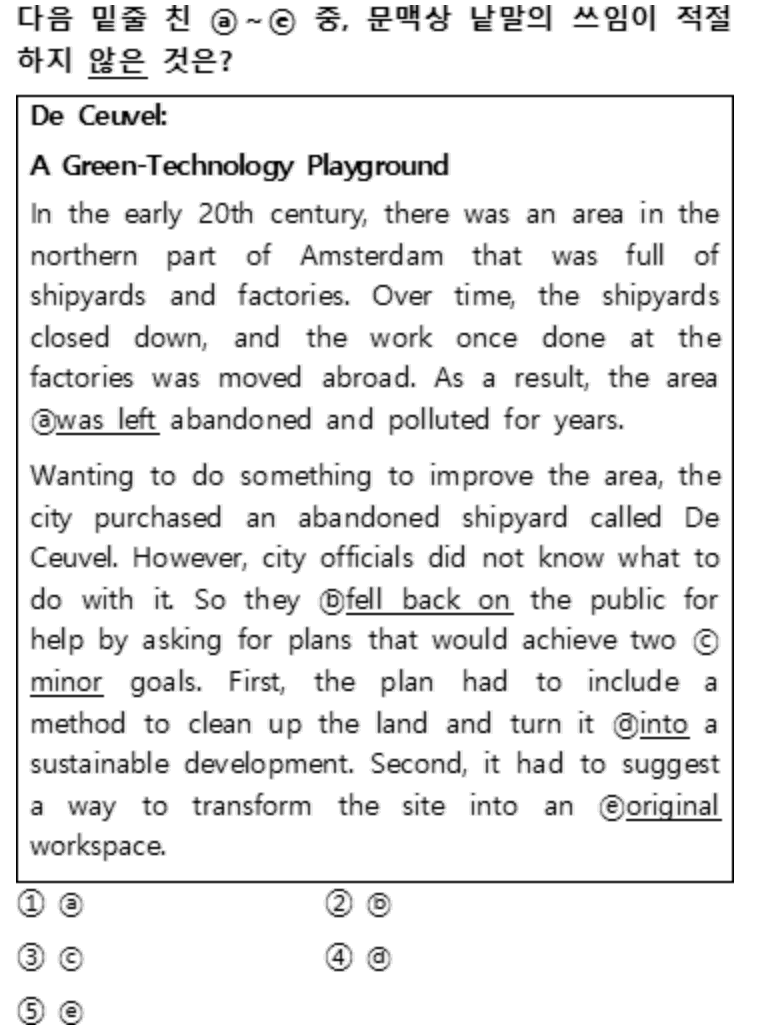 다음 밑줄 친 ⓐ~ⓔ 중, 문맥상 낱말의 쓰임이 적절
하지 않은 것은?
De Ceuvel:
A Green-Technology Playground
In the early 20th century, there was an area in the
northern part of Amsterdam that was full of
shipyards and factories. Over time, the shipyards
closed down, and the work once done at the
factories was moved abroad. As a result, the area
ⓐwas left abandoned and polluted for years.
Wanting to do something to improve the area, the
city purchased an abandoned shipyard called De
Ceuvel. However, city officials did not know what to
do with it. So they ⓑfell back on the public for
help by asking for plans that would achieve two ⓒ
minor goals. First, the plan had to include a
method to clean up the land and turn it ⓓinto a
sustainable development. Second, it had to suggest
a way to transform the site into an ⓔoriginal
workspace.
① ⓐ ② ⓑ
③ ⓒ ④ ⓓ
⑤ ⓔ